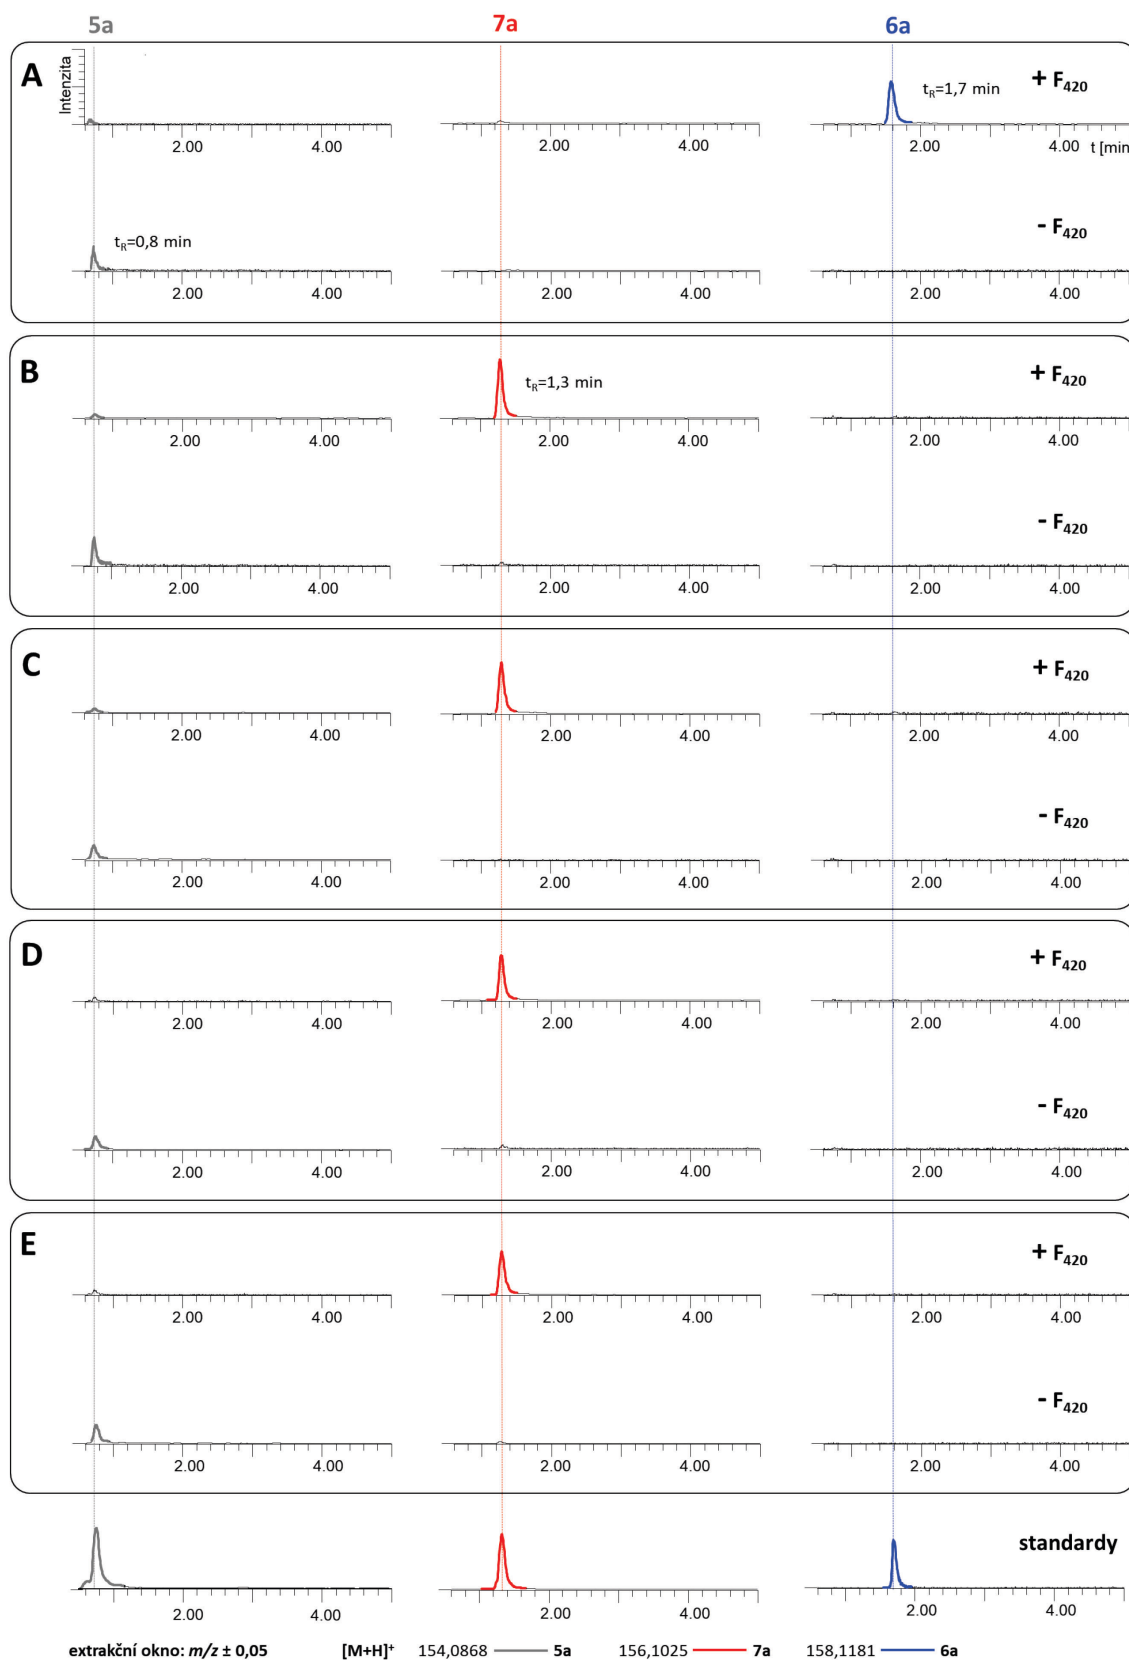 5a 7a 6a
A
Intenzita
+ F420
tR=1,7 min
2.00 4.00 2.00 4.00 2.00 4.00 t [min
- F420
tR=0,8 min
2.00 4.00 2.00 4.00 2.00 4.00
B
+ F420
tR=1,3 min
2.00 4.00 2.00 4.00 2.00 4.00
- F420
2.00 4.00 2.00 4.00 2.00 4.00
C
+ F420
2.00 4.00 2.00 4.00 2.00 4.00
- F420
2.00 4.00 2.00 4.00 2.00 4.00
D
+ F420
2.00 4.00 2.00 4.00 2.00 4.00
- F420
2.00 4.00 2.00 4.00 2.00 4.00
E
+ F420
2.00 4.00 2.00 4.00 2.00 4.00
- F420
2.00 4.00 2.00 4.00 2.00 4.00
standardy
2.00 4.00 2.00 4.00 2.00 4.00
extrakční okno: m/z ± 0,05 [M+H]+ 154,0868 5a 156,1025 7a 158,1181 6a